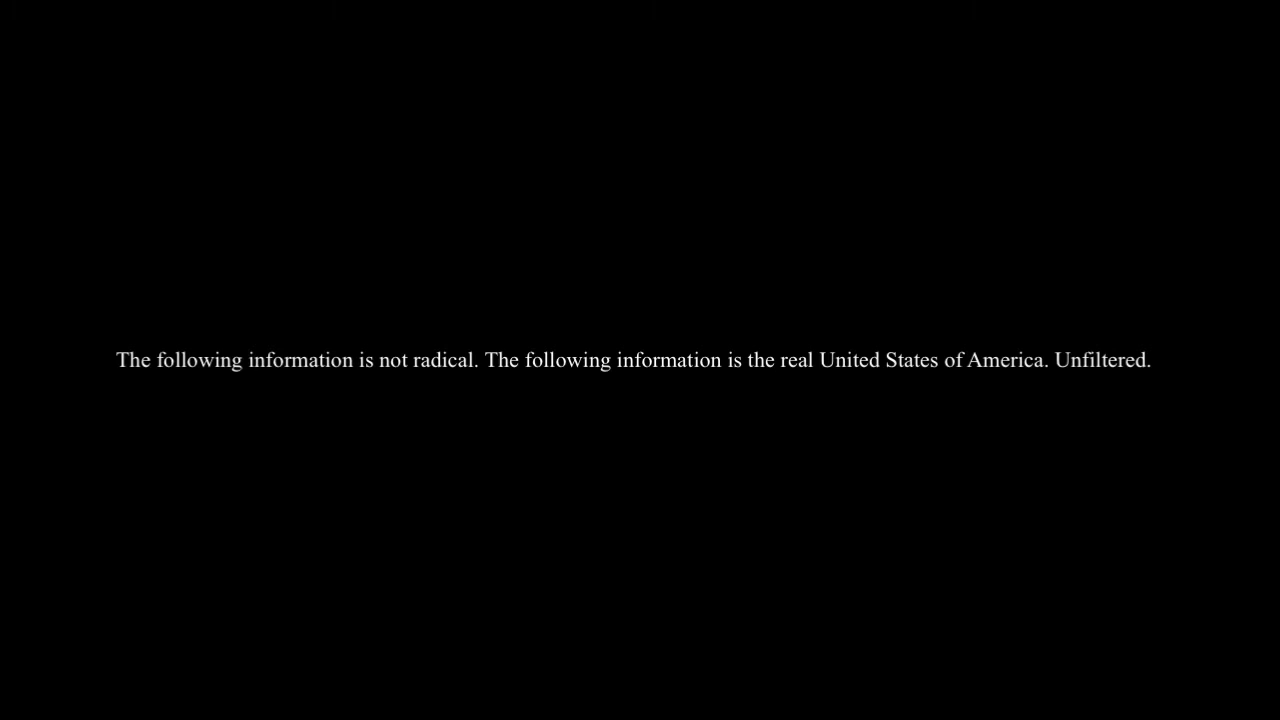 The following information is not radical. The following information is the real United States of America. Unfiltered.